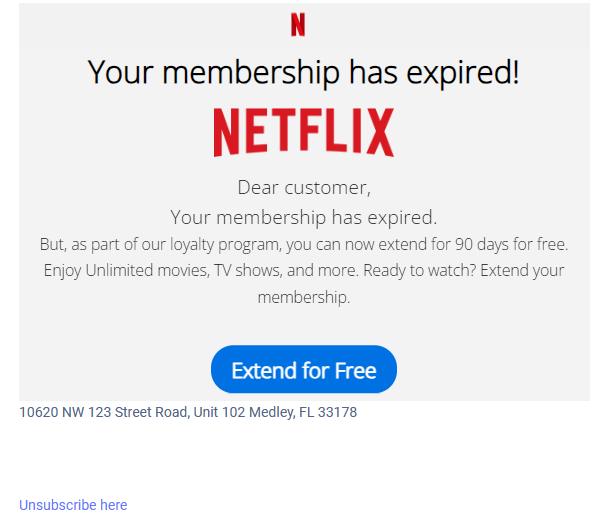 N
Your membership has expired!
NETFLIX
Dear customer,
Your membership has expired.
But, as part of our loyalty program, you can now extend for 90 days for free.
Enjoy Unlimited movies, TV shows, and more. Ready to watch? Extend your
membership.
Extend for Free
10620 NW 123 Street Road, Unit 102 Medley, FL 33178
Unsubscribe here